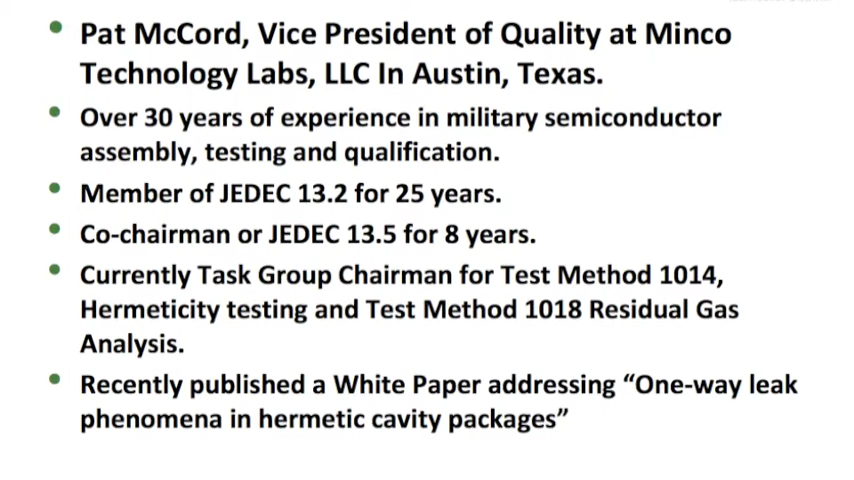 • Pat McCord, Vice President of Quality at Minco
Technology Labs, LLC In Austin, Texas.
• Over 30 years of experience in military semiconductor
assembly, testing and qualification.
• Member of JEDEC 13.2 for 25 years.
• Co-chairman or JEDEC 13.5 for 8 years.
• Currently Task Group Chairman for Test Method 1014,
Hermeticity testing and Test Method 1018 Residual Gas
Analysis.
• Recently published a White Paper addressing “One-way leak
phenomena in hermetic cavity packages”